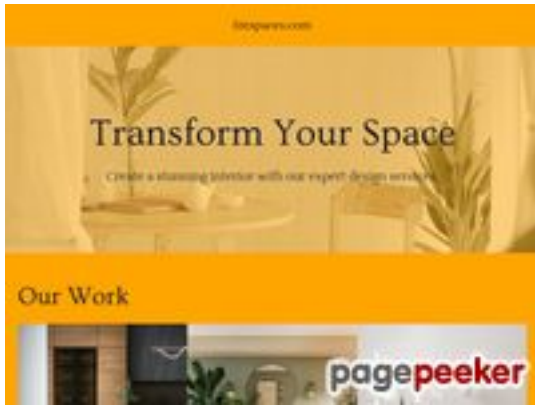 Transform Your Space
Create a stunning interior with our expert design services
Our Work
pagepeeker